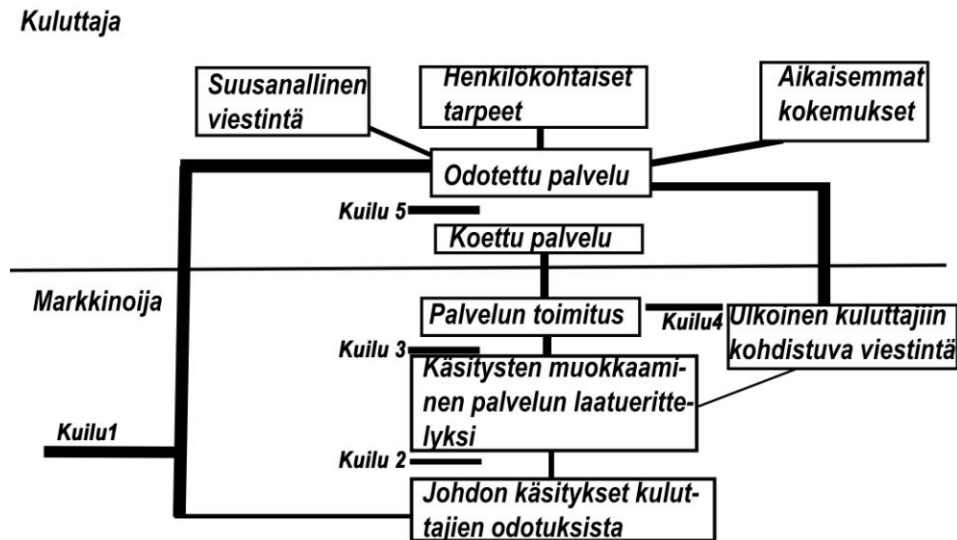 Kuluttaja
Suusanallinen
viestintä
Henkilökohtaiset
tarpeet
Aikaisemmat
kokemukset
Odotettu palvelu
Kuilu 5
Koettu palvelu
Markkinoija
Palvelun toimitus
Kuilu4
Ulkoinen kuluttajiin
kohdistuva viestintä
Kuilu 3
Käsitysten muokkaami-
nen palvelun laatueritte-
lyksi
Kuilu1
Kuilu 2
Johdon käsitykset kulut-
tajien odotuksista